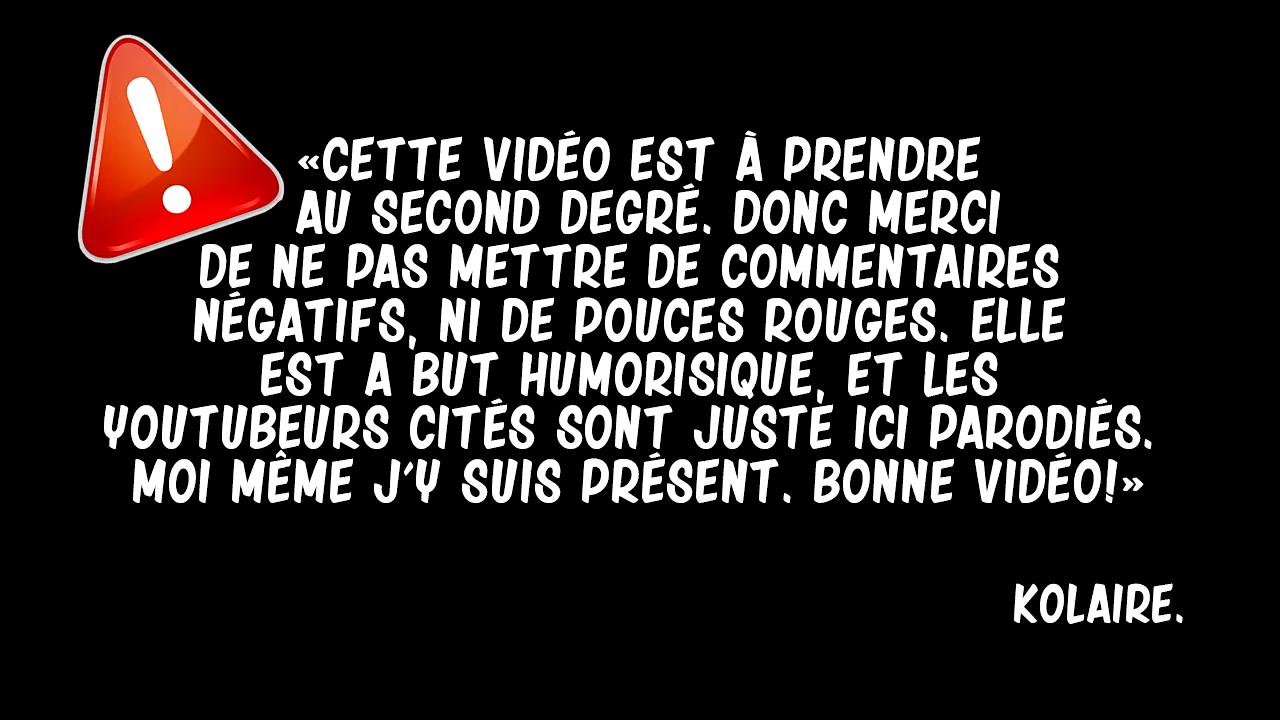 «CETTE VIDÉO EST À PRENDRE
AU SECOND DEGRÉ. DONC MERCI
DE NE PAS METTRE DE COMMENTAIRES
NÉGATIFS, NI DE POUCES ROUGES. ELLE
EST A BUT HUMORISIQUE, ET LES
YOUTUBEURS CITÉS SONT JUSTE ICI PARODIÉS.
MOI MÊME J'Y SUIS PRÉSENT. BONNE VIDÉO!»
KOLAIRE.